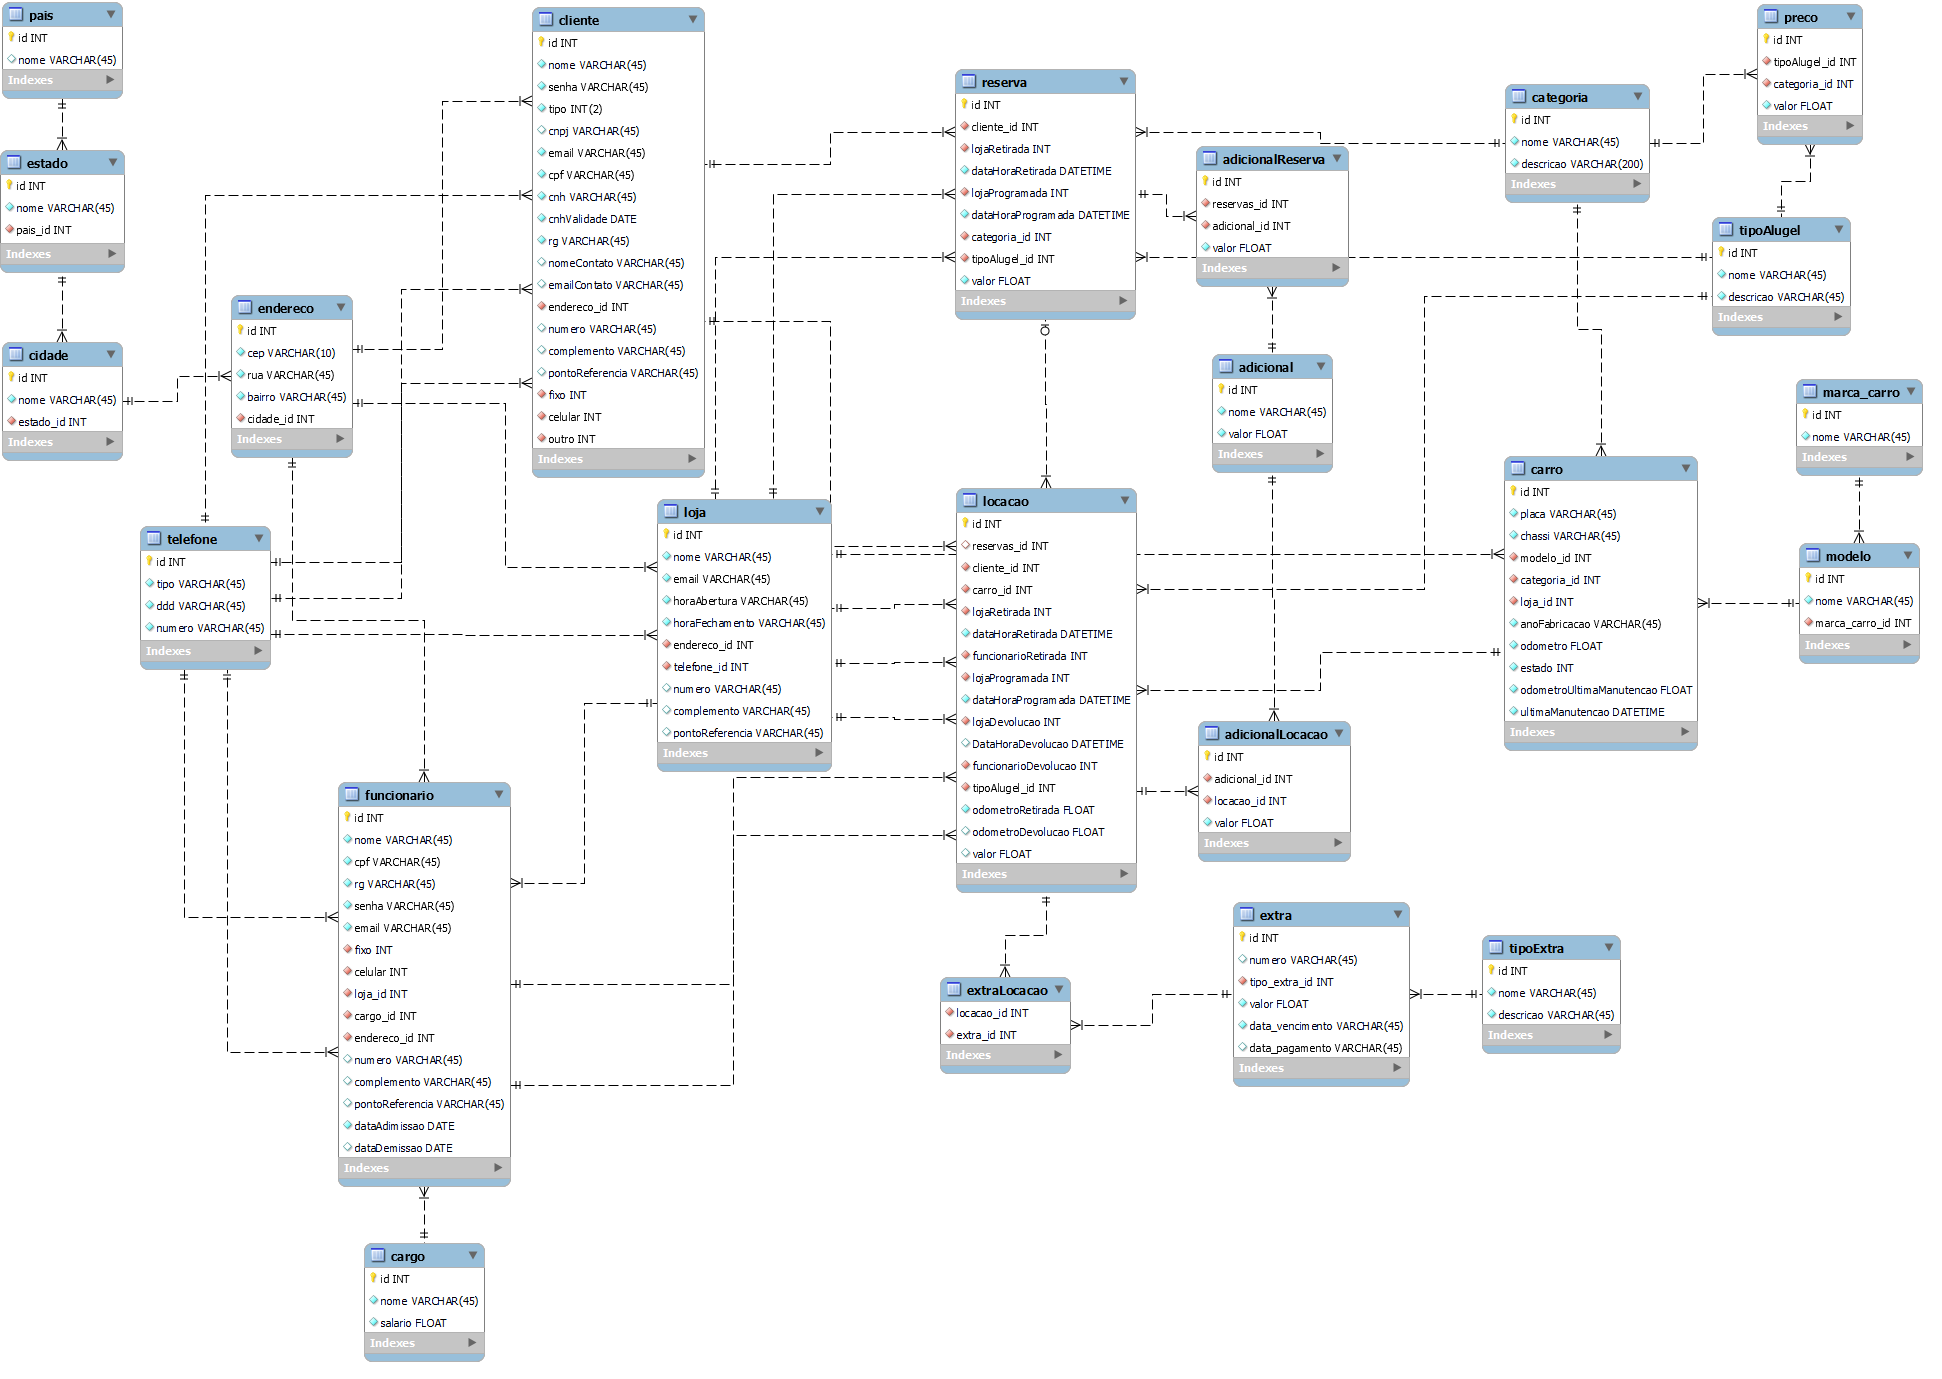 pais
id INT
nome VARCHAR(45)
Indexes
estado
id INT
nome VARCHAR(45)
pais_id INT
Indexes
cidade
id INT
nome VARCHAR(45)
estado_id INT
Indexes
endereco
id INT
cep VARCHAR(10)
rua VARCHAR(45)
bairro VARCHAR(45)
cidade_id INT
Indexes
telefone
id INT
tipo VARCHAR(45)
ddd VARCHAR(45)
numero VARCHAR(45)
Indexes
cliente
id INT
nome VARCHAR(45)
senha VARCHAR(45)
tipo INT(2)
cnpj VARCHAR(45)
email VARCHAR(45)
cpf VARCHAR(45)
cnh VARCHAR(45)
cnhValidade DATE
rg VARCHAR(45)
nomeContato VARCHAR(45)
emailContato VARCHAR(45)
endereco_id INT
numero VARCHAR(45)
complemento VARCHAR(45)
pontoReferencia VARCHAR(45)
fixo INT
celular INT
outro INT
Indexes
loja
id INT
nome VARCHAR(45)
email VARCHAR(45)
horaAbertura VARCHAR(45)
horaFechamento VARCHAR(45)
endereco_id INT
telefone_id INT
numero VARCHAR(45)
complemento VARCHAR(45)
pontoReferencia VARCHAR(45)
Indexes
funcionario
id INT
nome VARCHAR(45)
cpf VARCHAR(45)
rg VARCHAR(45)
senha VARCHAR(45)
email VARCHAR(45)
fixo INT
celular INT
loja_id INT
cargo_id INT
endereco_id INT
numero VARCHAR(45)
complemento VARCHAR(45)
pontoReferencia VARCHAR(45)
dataAdimissao DATE
dataDemissao DATE
Indexes
cargo
id INT
nome VARCHAR(45)
salario FLOAT
Indexes
reserva
id INT
cliente_id INT
lojaRetirada INT
dataHoraRetirada DATETIME
lojaProgramada INT
dataHoraProgramada DATETIME
categoria_id INT
tipoAlugel_id INT
valor FLOAT
Indexes
adicionalReserva
id INT
reservas_id INT
adicional_id INT
valor FLOAT
Indexes
adicional
id INT
nome VARCHAR(45)
valor FLOAT
Indexes
locacao
id INT
reservas_id INT
cliente_id INT
carro_id INT
lojaRetirada INT
dataHoraRetirada DATETIME
funcionarioRetirada INT
lojaProgramada INT
dataHoraProgramada DATETIME
lojaDevolucao INT
DataHoraDevolucao DATETIME
funcionarioDevolucao INT
tipoAlugel_id INT
odometroRetirada FLOAT
odometroDevolucao FLOAT
valor FLOAT
Indexes
adicionalLocacao
id INT
adicional_id INT
locacao_id INT
valor FLOAT
Indexes
extraLocacao
locacao_id INT
extra_id INT
Indexes
extra
id INT
numero VARCHAR(45)
tipo_extra_id INT
valor FLOAT
data_vencimento VARCHAR(45)
data_pagamento VARCHAR(45)
Indexes
tipoExtra
id INT
nome VARCHAR(45)
descricao VARCHAR(45)
Indexes
categoria
id INT
nome VARCHAR(45)
descricao VARCHAR(200)
Indexes
preco
id INT
tipoAlugel_id INT
categoria_id INT
valor FLOAT
Indexes
tipoAlugel
id INT
nome VARCHAR(45)
descricao VARCHAR(45)
Indexes
carro
id INT
placa VARCHAR(45)
chassi VARCHAR(45)
modelo_id INT
categoria_id INT
loja_id INT
anoFabricacao VARCHAR(45)
odometro FLOAT
estado INT
odometroUltimaManutencao FLOAT
ultimaManutencao DATETIME
Indexes
marca_carro
id INT
nome VARCHAR(45)
Indexes
modelo
id INT
nome VARCHAR(45)
marca_carro_id INT
Indexes